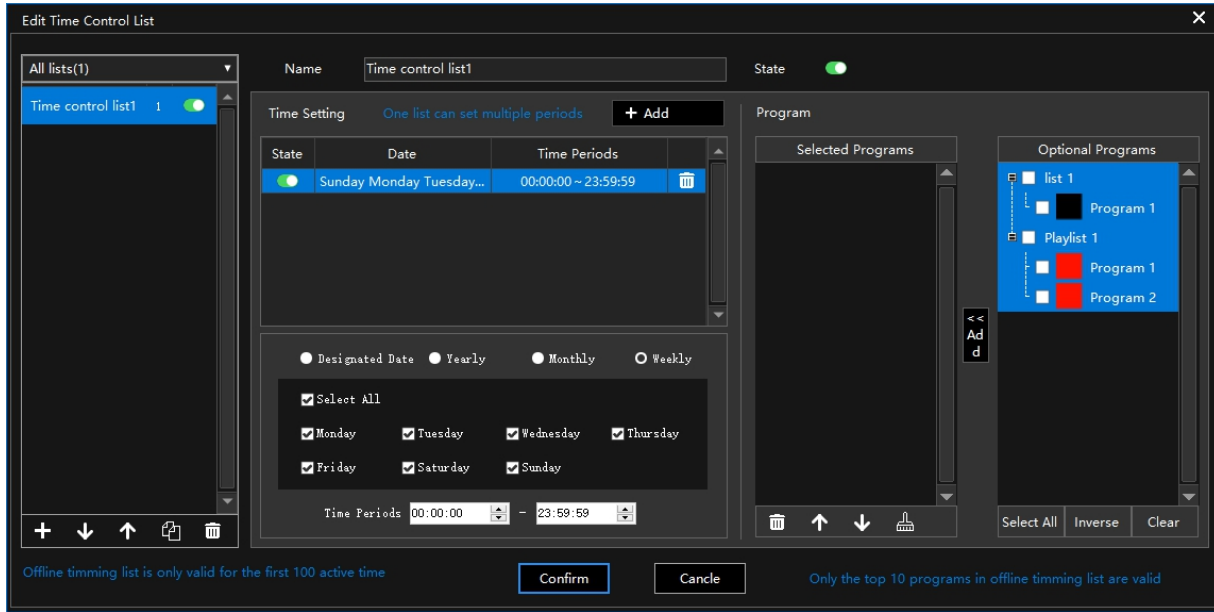 Edit Time Control List
All lists(1)
Name Time control list1 State
Time control list1 1
Time Setting One list can set multiple periods + Add
State Date Time Periods
Sunday Monday Tuesday... 00:00:00 ~ 23:59:59
Designated Date Yearly Monthly Weekly
Select All
Monday Tuesday Wednesday Thursday
Friday Saturday Sunday
Time Periods 00:00:00 - 23:59:59
Program
Selected Programs
<<
Ad
d
Optional Programs
list 1
Program 1
Playlist 1
Program 1
Program 2
Select All Inverse Clear
Offline timming list is only valid for the first 100 active time
Confirm Cancle
Only the top 10 programs in offline timming list are valid